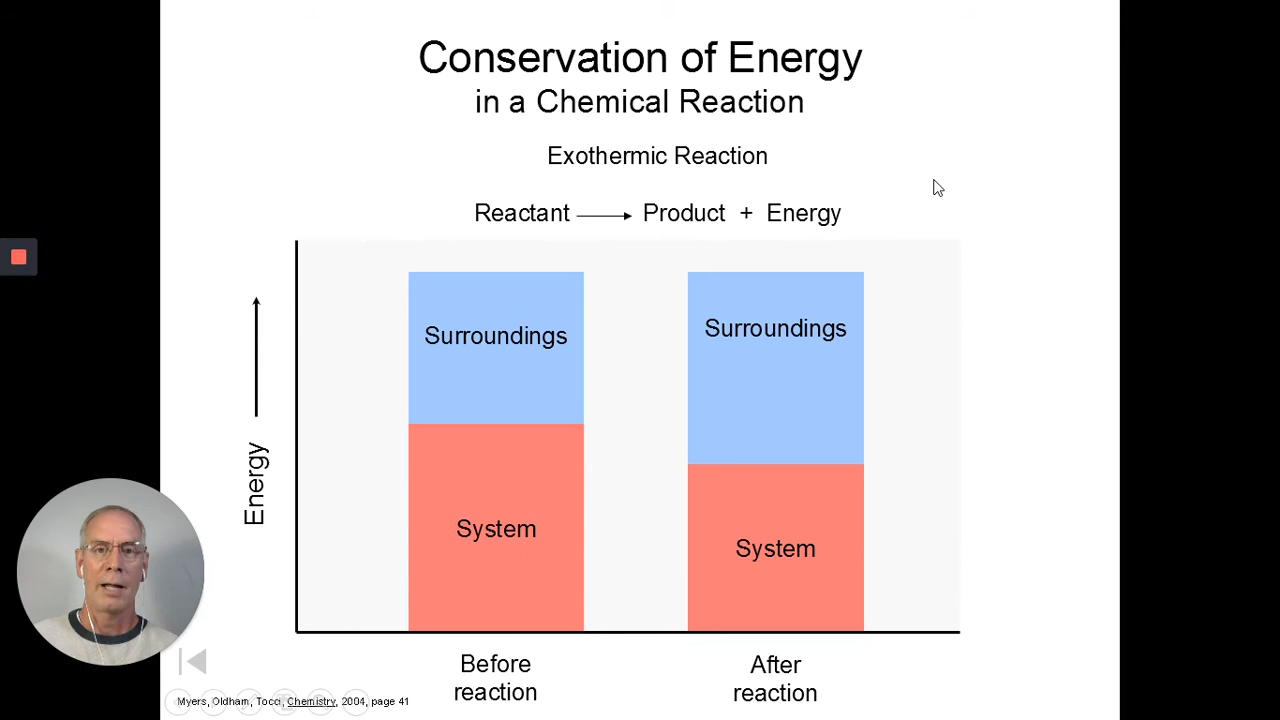 Conservation of Energy
in a Chemical Reaction
Exothermic Reaction
Reactant → Product + Energy
Surroundings
Surroundings
Energy
System
System
Before
reaction
After
reaction
Myers, Oldham, Tocci, Chemistry, 2004, page 41